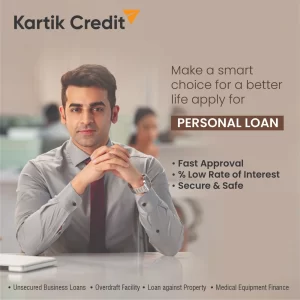 Kartik Credit
Make a smart
choice for a better
life apply for
PERSONAL LOAN
• Fast Approval
• % Low Rate of Interest
• Secure & Safe
• Unsecured Business Loans • Overdraft Facility • Loan against Property • Medical Equipment Finance